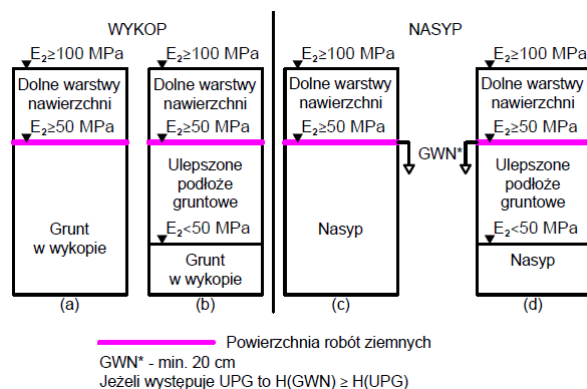 WYKOP
NASYP
E₂≥100 MPa
E₂≥100 MPa
E₂≥100 MPa
E₂≥100 MPa
Dolne warstwy
nawierzchni
Dolne warstwy
nawierzchni
Dolne warstwy
nawierzchni
Dolne warstwy
nawierzchni
E₂≥50 MPa
E₂≥50 MPa
E₂≥50 MPa
E₂≥50 MPa
GWN*
Grunt
w wykopie
Ulepszone
podłoże
gruntowe
E₂<50 MPa
Grunt
w wykopie
Nasyp
Ulepszone
podłoże
gruntowe
E₂<50 MPa
Nasyp
(a)
(b)
(c)
(d)
Powierzchnia robót ziemnych
GWN* - min. 20 cm
Jeżeli występuje UPG to H(GWN) ≥ H(UPG)